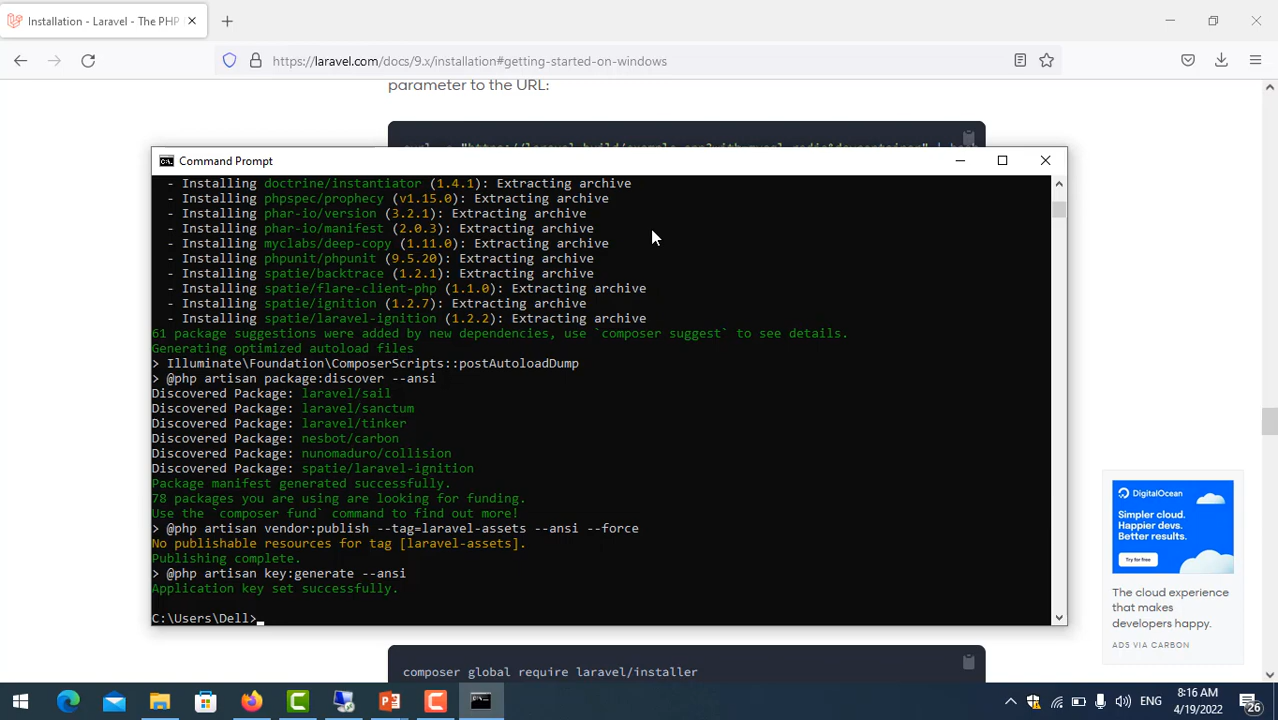 Installation - Laravel - The PHP
https://laravel.com/docs/9.x/installation#getting-started-on-windows
parameter to the URL:
Command Prompt
- Installing doctrine/instantiator (1.4.1): Extracting archive
- Installing phpspec/prophecy (v1.15.0): Extracting archive
- Installing phar-io/version (3.2.1): Extracting archive
- Installing phar-io/manifest (2.0.3): Extracting archive
- Installing myclabs/deep-copy (1.11.0): Extracting archive
- Installing phpunit/phpunit (9.5.20): Extracting archive
- Installing spatie/backtrace (1.2.1): Extracting archive
- Installing spatie/flare-client-php (1.1.0): Extracting archive
- Installing spatie/ignition (1.2.7): Extracting archive
- Installing spatie/laravel-ignition (1.2.2): Extracting archive
61 package suggestions were added by new dependencies, use `composer suggest` to see details.
Generating optimized autoload files
> Illuminate\Foundation\ComposerScripts::postAutoloadDump
> @php artisan package:discover --ansi
Discovered Package: laravel/sail
Discovered Package: laravel/sanctum
Discovered Package: laravel/tinker
Discovered Package: nesbot/carbon
Discovered Package: nunomaduro/collision
Discovered Package: spatie/laravel-ignition
Package manifest generated successfully.
78 packages you are using are looking for funding.
Use the `composer fund` command to find out more!
> @php artisan vendor:publish --tag=laravel-assets --ansi --force
No publishable resources for tag [laravel-assets].
Publishing complete.
> @php artisan key:generate --ansi
Application key set successfully.
C:\Users\Dell>
DigitalOcean
Simpler cloud.
Happier devs.
Better results.
Try for free
The cloud experience
that makes
developers happy.
ADS VIA CARBON
composer global require laravel/installer
ENG
8:16 AM
4/19/2022
26